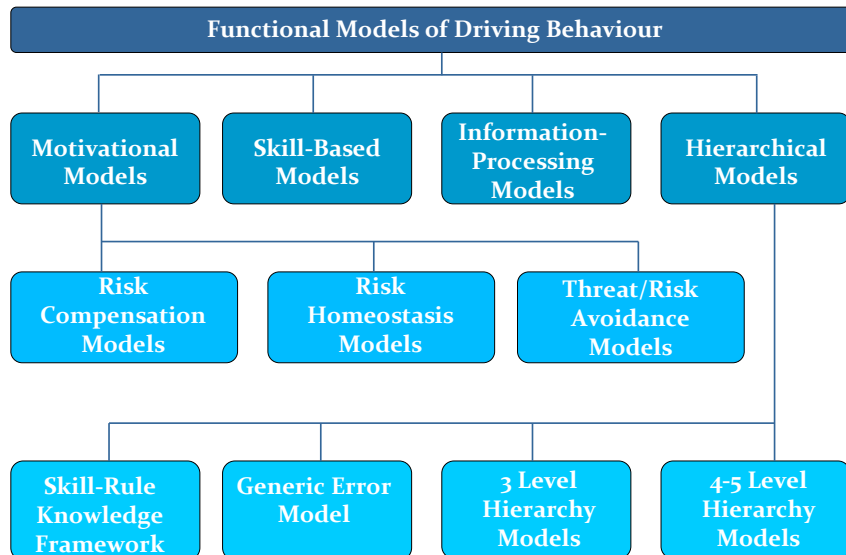 Functional Models of Driving Behaviour
Motivational
Models
Skill-Based
Models
Information-
Processing
Models
Hierarchical
Models
Risk
Compensation
Models
Risk
Homeostasis
Models
Threat/Risk
Avoidance
Models
Skill-Rule
Knowledge
Framework
Generic Error
Model
3 Level
Hierarchy
Models
4-5 Level
Hierarchy
Models